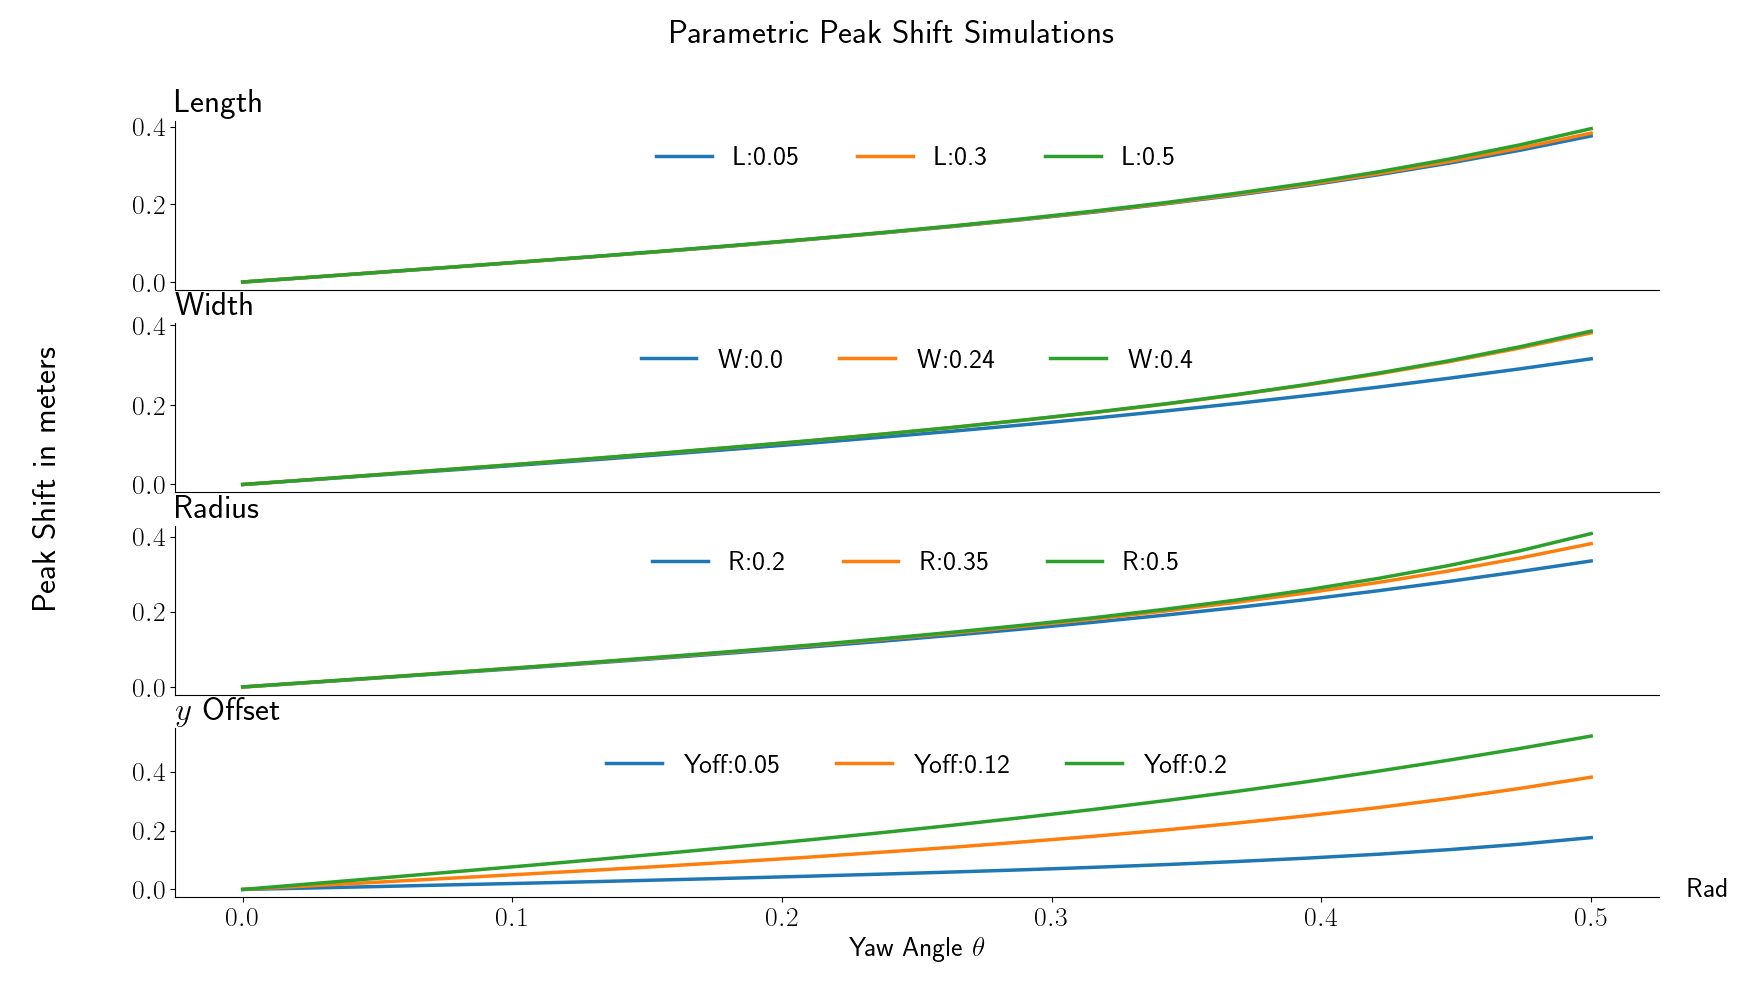 Parametric Peak Shift Simulations
Peak Shift in meters
Length
0.4
0.2
0.0
L:0.05 L:0.3 L:0.5
Width
0.4
0.2
0.0
W:0.0 W:0.24 W:0.4
Radius
0.4
0.2
0.0
R:0.2 R:0.35 R:0.5
y Offset
0.4
0.2
0.0
Yoff:0.05 Yoff:0.12 Yoff:0.2
Rad
0.0 0.1 0.2 0.3 0.4 0.5
Yaw Angle θ